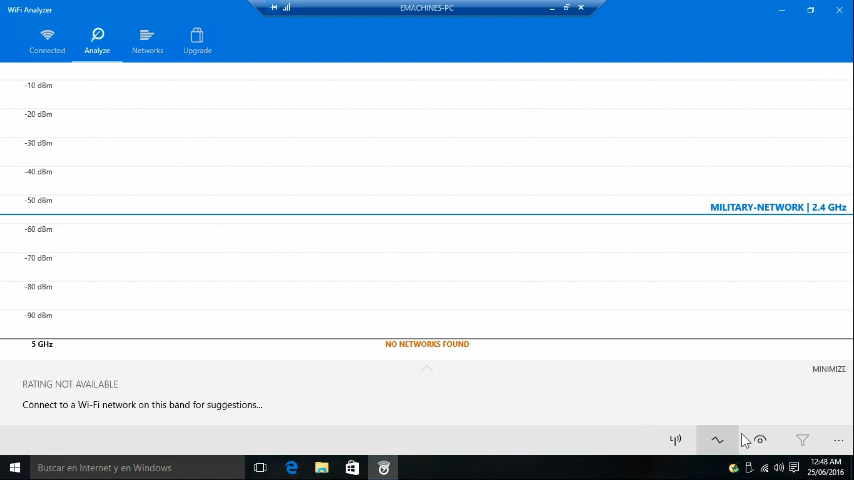 WiFi Analyzer
EMACHINES-PC
Connected
Analyze
Networks
Upgrade
-10 dBm
-20 dBm
-30 dBm
-40 dBm
-50 dBm
MILITARY-NETWORK | 2.4 GHz
-60 dBm
-70 dBm
-80 dBm
-90 dBm
5 GHz
NO NETWORKS FOUND
MINIMIZE
RATING NOT AVAILABLE
Connect to a Wi-Fi network on this band for suggestions...
Buscar en Internet y en Windows
12:48 AM
25/06/2016